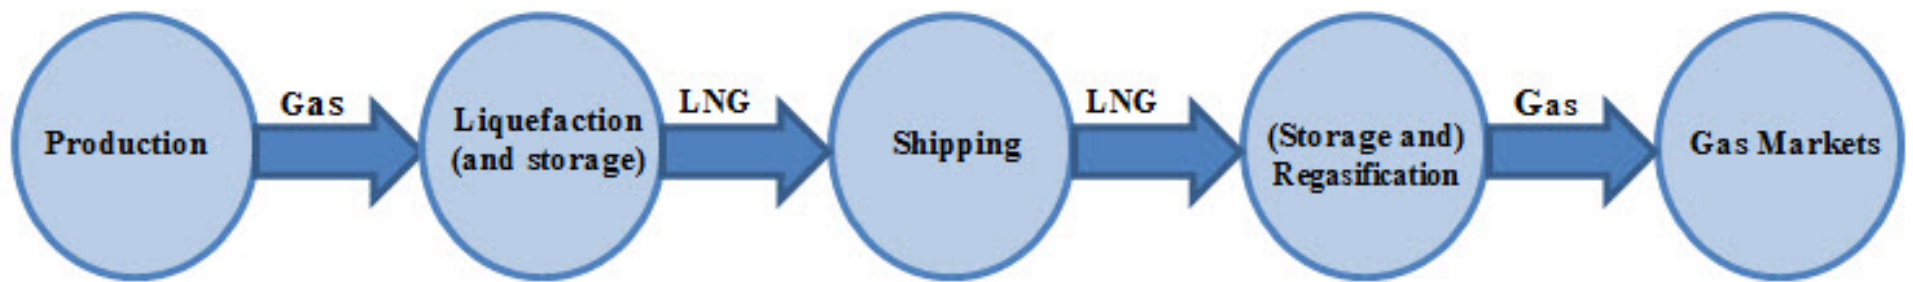 Production
Gas
Liquefaction
(and storage)
LNG
Shipping
LNG
(Storage and)
Regasification
Gas
Gas Markets